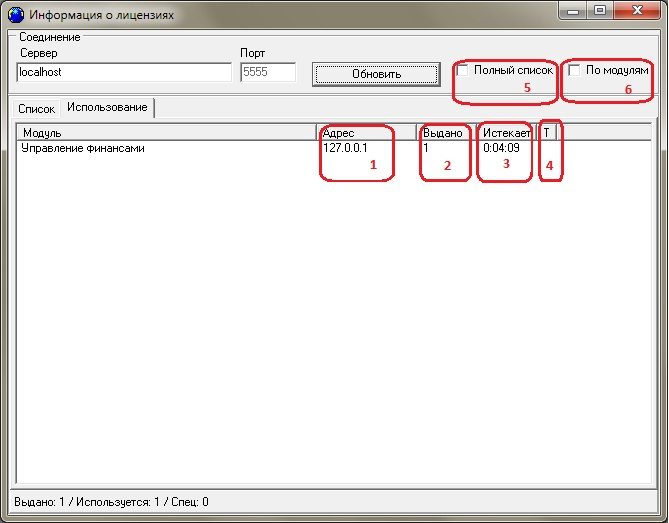 Информация о лицензиях
Соединение
Сервер Порт
localhost 5555 Обновить Полный список По модулям
5 6
Список Использование
Модуль Адрес Выдано Истекает Т
Управление финансами 127.0.0.1 1 0:04:09
1 2 3 4
Выдано: 1 / Используется: 1 / Спец: 0